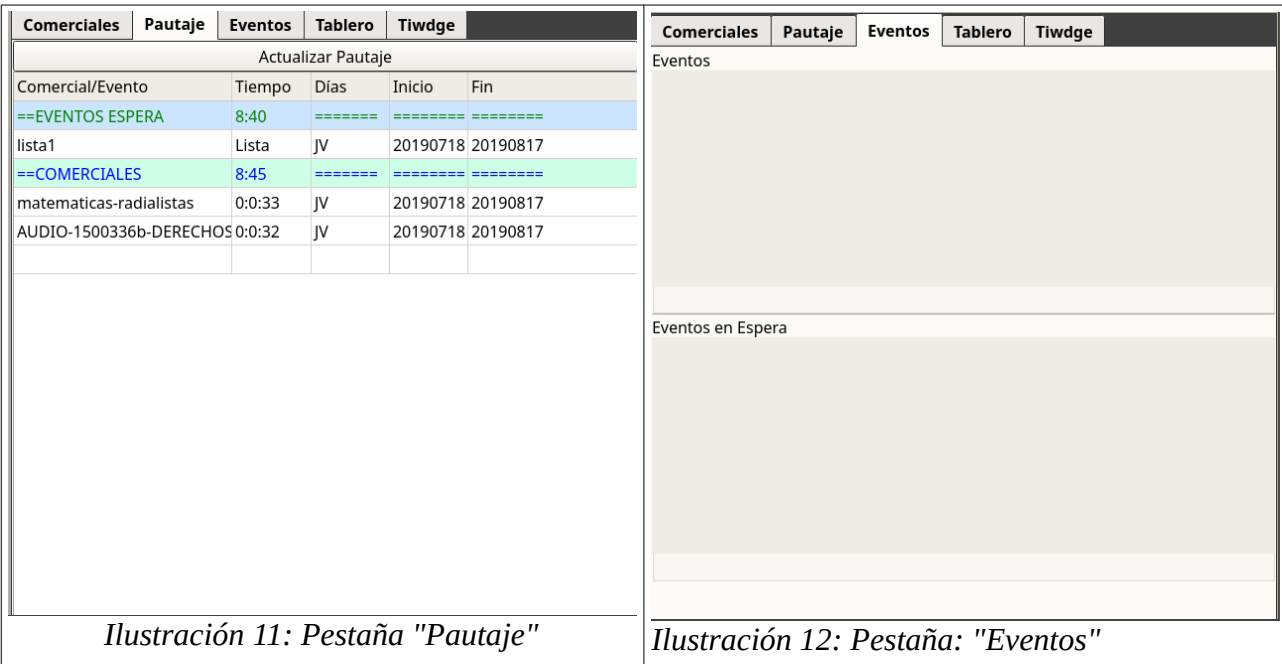 Comerciales Pautaje Eventos Tablero Tiwdge
Actualizar Pautaje
Comercial/Evento Tiempo Días Inicio Fin
==EVENTOS ESPERA 8:40 ======= ======== ========
lista1 Lista JV 20190718 20190817
==COMERCIALES 8:45 ======= ======== ========
matematicas-radialistas 0:0:33 JV 20190718 20190817
AUDIO-1500336b-DERECHOS 0:0:32 JV 20190718 20190817
Ilustración 11: Pestaña "Pautaje"
Comerciales Pautaje Eventos Tablero Tiwdge
Eventos
Eventos en Espera
Ilustración 12: Pestaña: "Eventos"